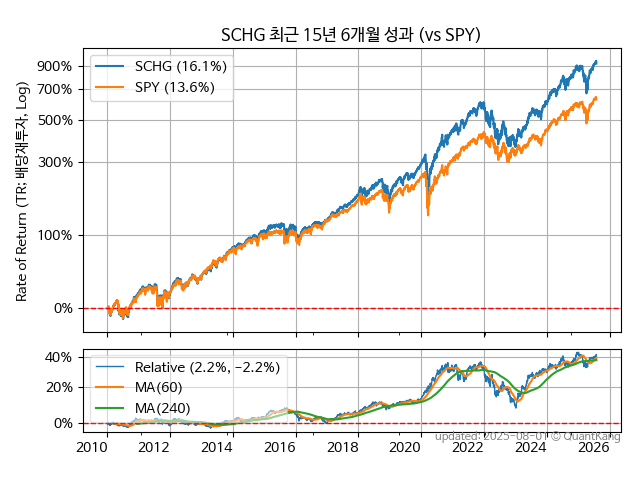 SCHG 최근 15년 6개월 성과 (vs SPY)
Rate of Return (TR: 배당재투자, Log)
900%
700%
500%
300%
100%
0%
SCHG (16.1%)
SPY (13.6%)
40%
20%
0%
Relative (2.2%, −2.2%)
MA(60)
MA(240)
2010 2012 2014 2016 2018 2020 2022 2024 2026
updated: 2025-08-01 © QuantKang